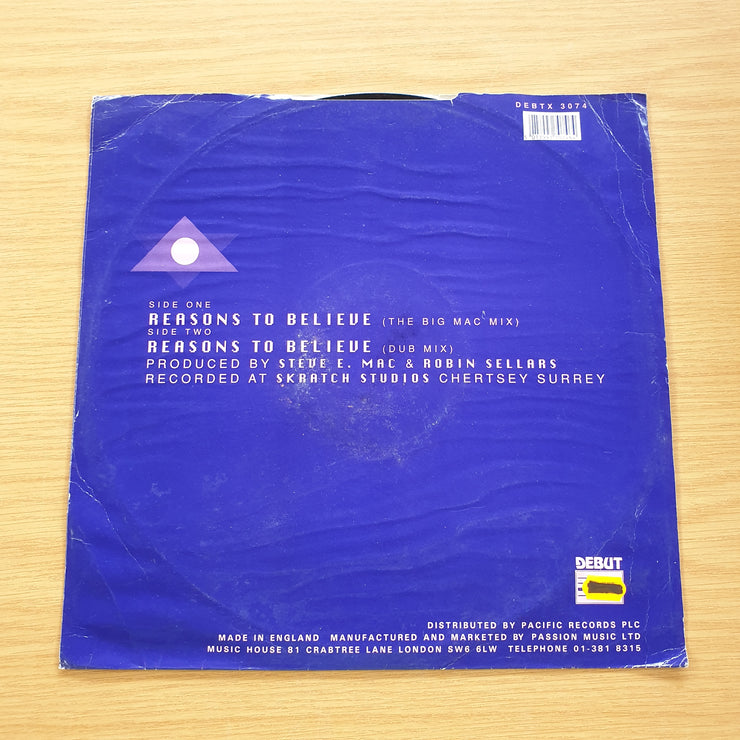 DEBTX 3074
SIDE ONE
REASONS TO BELIEVE (THE BIG MAC MIX)
SIDE TWO
REASONS TO BELIEVE (DUB MIX)
PRODUCED BY STEVE E. MAC & ROBIN SELLARS
RECORDED AT SKRATCH STUDIOS CHERTSEY SURREY
DEBUT
DISTRIBUTED BY PACIFIC RECORDS PLC
MADE IN ENGLAND MANUFACTURED AND MARKETED BY PASSION MUSIC LTD
MUSIC HOUSE 81 CRABTREE LANE LONDON SW6 6LW TELEPHONE 01-381 8315